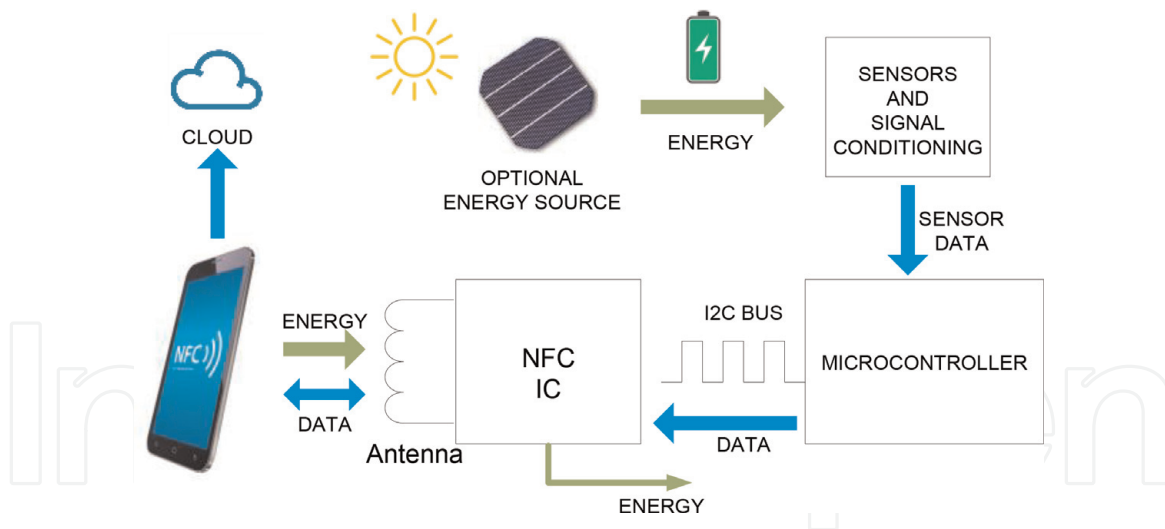 CLOUD
OPTIONAL
ENERGY SOURCE
ENERGY
SENSORS
AND
SIGNAL
CONDITIONING
SENSOR
DATA
NFC
ENERGY
DATA
Antenna
NFC
IC
I2C BUS
DATA
MICROCONTROLLER
ENERGY